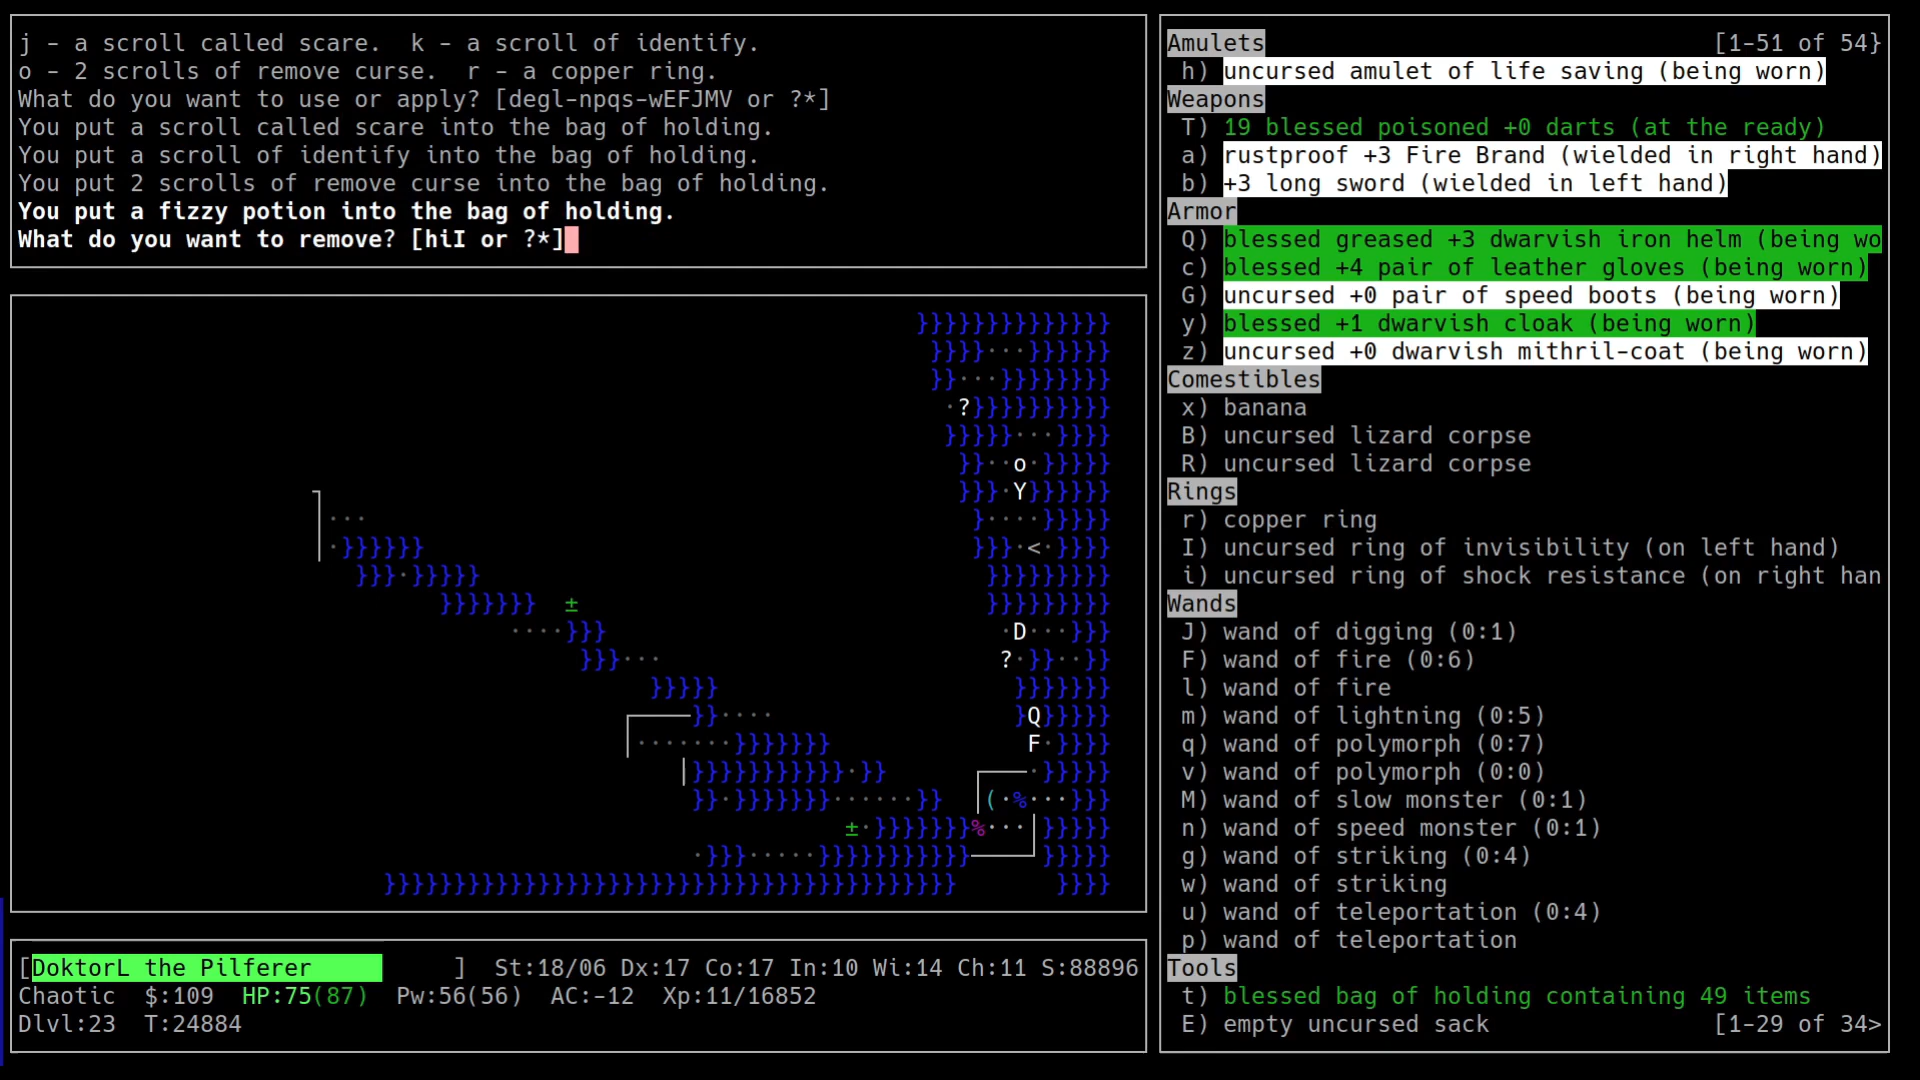 j - a scroll called scare.  k - a scroll of identify.
o - 2 scrolls of remove curse.  r - a copper ring.
What do you want to use or apply? [degl-npqs-wEFJMV or ?*]
You put a scroll called scare into the bag of holding.
You put a scroll of identify into the bag of holding.
You put 2 scrolls of remove curse into the bag of holding.
You put a fizzy potion into the bag of holding.
What do you want to remove? [hiI or ?*]
}}}}}}}}}}}}}}
}}}}···}}}}}}
}}···}}}}}}}}
·?}}}}}}}}}}
}}}}}···}}}}
}}··o·}}}}}
}}}·Y}}}}}}
··· }····}}}}}
·}}}}}} }}}·<·}}}}
}}}·}}}}} }}}}}}}}}
}}}}}}} ± }}}}}}}}}
····}}} ·D···}}}
}}}··· ?·}}··}}
}}}}} }}}}}}}
}}···· }Q}}}}}
·······}}}}}}} F·}}}}
|}}}}}}}}}}}·}} ·}}}}}
}}·}}}}}}}······}} (·%···}}}
±·}}}}}}}%··· }}}}}
·}}}·····}}}}}}}}}}} }}}}}
}}}}}}}}}}}}}}}}}}}}}}}}}}}}}}}}}}}}}}}}} }}}}
[DoktorL the Pilferer          ]  St:18/06 Dx:17 Co:17 In:10 Wi:14 Ch:11 S:88896
Chaotic  $:109  HP:75(87)  Pw:56(56)  AC:-12  Xp:11/16852
Dlvl:23  T:24884
Amulets [1-51 of 54}
h) uncursed amulet of life saving (being worn)
Weapons
T) 19 blessed poisoned +0 darts (at the ready)
a) rustproof +3 Fire Brand (wielded in right hand)
b) +3 long sword (wielded in left hand)
Armor
Q) blessed greased +3 dwarvish iron helm (being wo
c) blessed +4 pair of leather gloves (being worn)
G) uncursed +0 pair of speed boots (being worn)
y) blessed +1 dwarvish cloak (being worn)
z) uncursed +0 dwarvish mithril-coat (being worn)
Comestibles
x) banana
B) uncursed lizard corpse
R) uncursed lizard corpse
Rings
r) copper ring
I) uncursed ring of invisibility (on left hand)
i) uncursed ring of shock resistance (on right han
Wands
J) wand of digging (0:1)
F) wand of fire (0:6)
l) wand of fire
m) wand of lightning (0:5)
q) wand of polymorph (0:7)
v) wand of polymorph (0:0)
M) wand of slow monster (0:1)
n) wand of speed monster (0:1)
g) wand of striking (0:4)
w) wand of striking
u) wand of teleportation (0:4)
p) wand of teleportation
Tools
t) blessed bag of holding containing 49 items
E) empty uncursed sack [1-29 of 34>